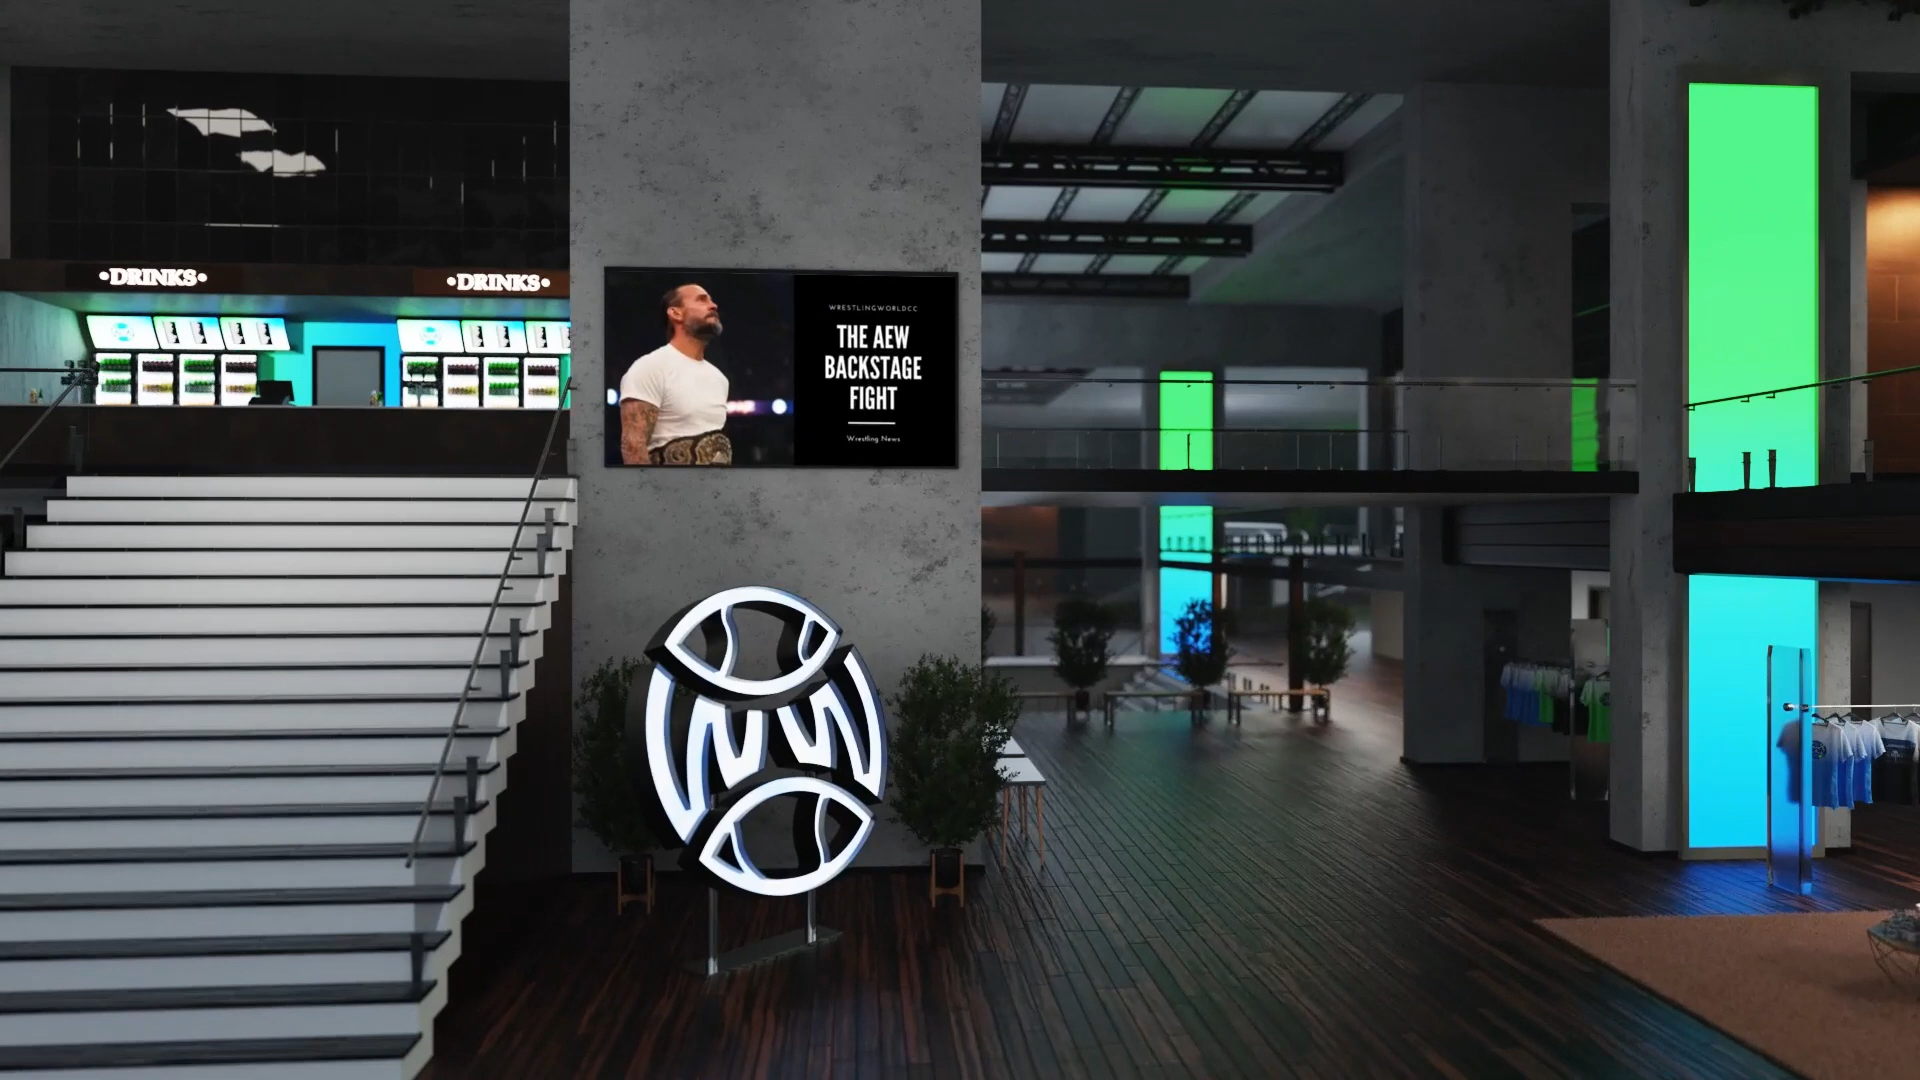 •DRINKS•
•DRINKS•
WRESTLINGWORLDCC
THE AEW
BACKSTAGE
FIGHT
Wrestling News